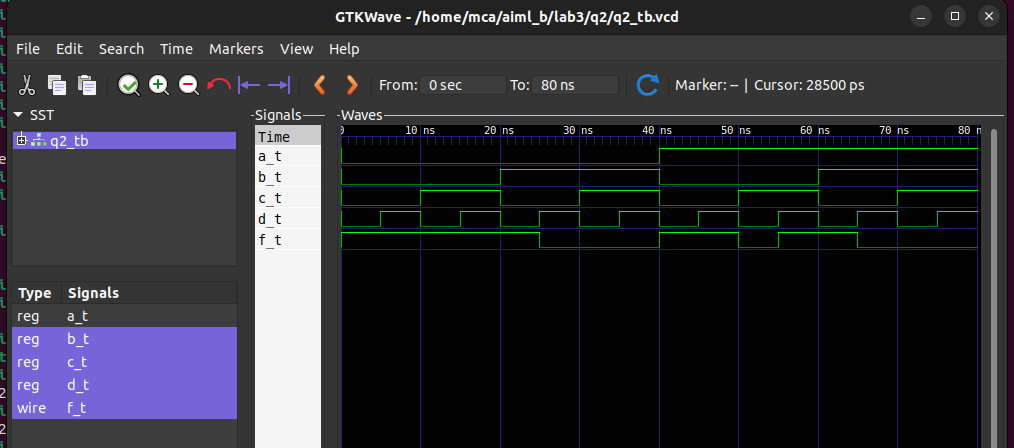 GTKWave - /home/mca/aiml_b/lab3/q2/q2_tb.vcd
File Edit Search Time Markers View Help
From: 0 sec To: 80 ns Marker: -- | Cursor: 28500 ps
SST
q2_tb
Type Signals
reg a_t
reg b_t
reg c_t
reg d_t
wire f_t
Signals
Time
a_t
b_t
c_t
d_t
f_t
Waves
0 10 ns 20 ns 30 ns 40 ns 50 ns 60 ns 70 ns 80 n